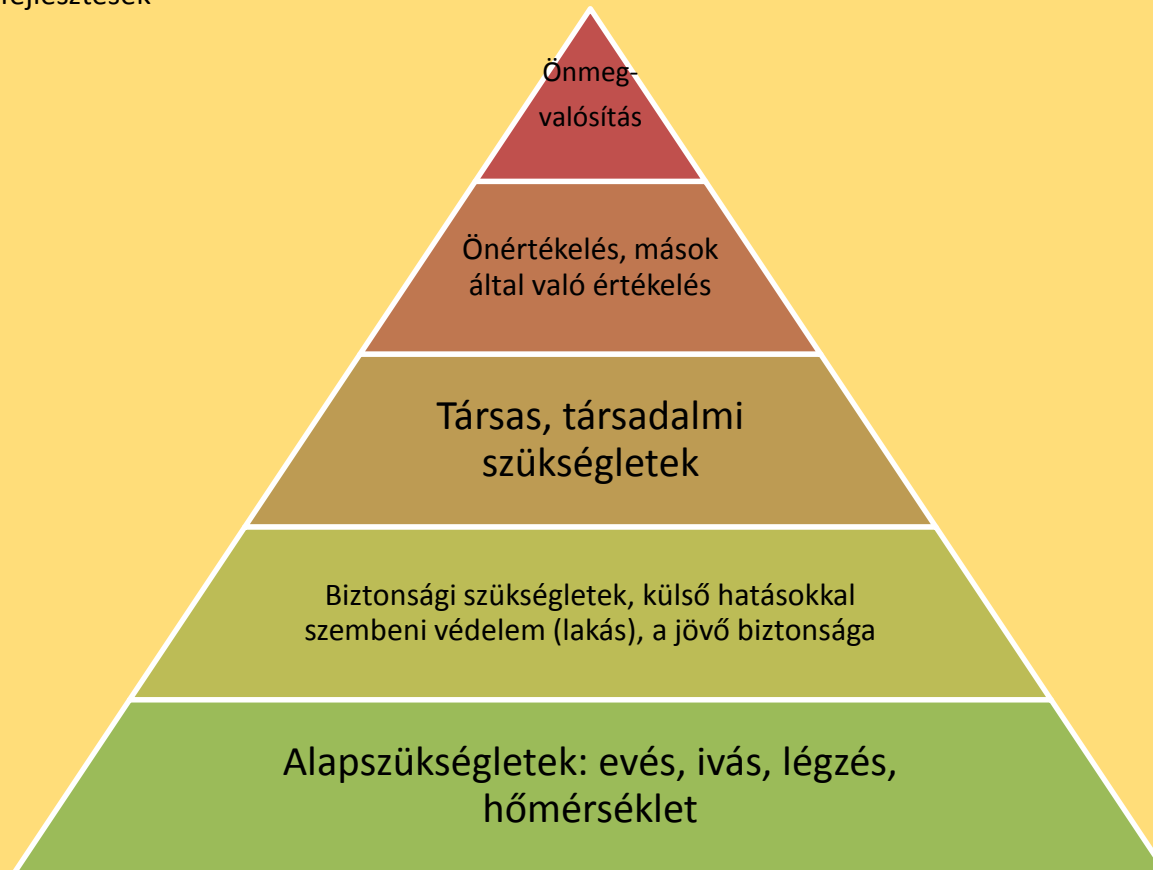 fejlesztések
Önmeg-
valósítás
Önértékelés, mások
által való értékelés
Társas, társadalmi
szükségletek
Biztonsági szükségletek, külső hatásokkal
szembeni védelem (lakás), a jövő biztonsága
Alapszükségletek: evés, ivás, légzés,
hőmérséklet